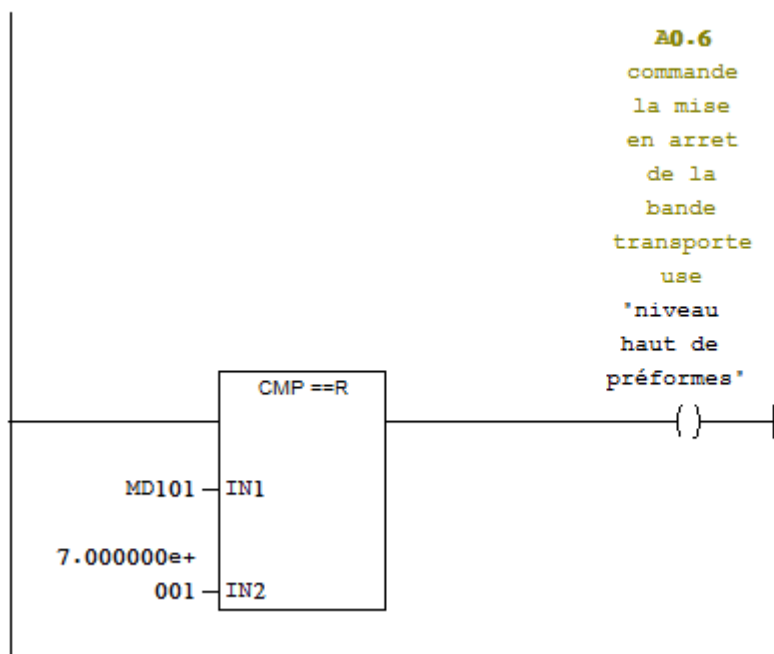 A0.6
commande
la mise
en arret
de la
bande
transporte
use
"niveau
haut de
préformes"
CMP ==R
MD101
IN1
7.000000e+
001
IN2